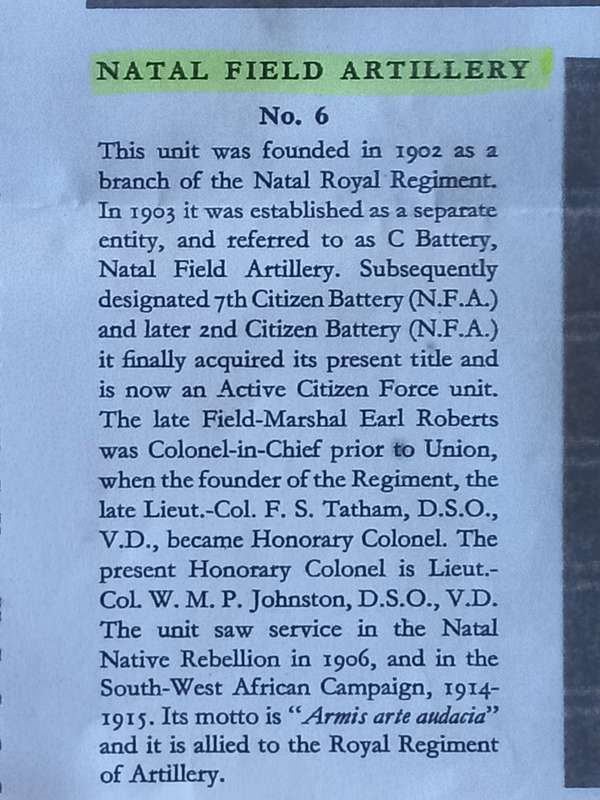 NATAL FIELD ARTILLERY
No. 6
This unit was founded in 1902 as a
branch of the Natal Royal Regiment.
In 1903 it was established as a separate
entity, and referred to as C Battery,
Natal Field Artillery. Subsequently
designated 7th Citizen Battery (N.F.A.)
and later 2nd Citizen Battery (N.F.A.)
it finally acquired its present title and
is now an Active Citizen Force unit.
The late Field-Marshal Earl Roberts
was Colonel-in-Chief prior to Union,
when the founder of the Regiment, the
late Lieut.-Col. F. S. Tatham, D.S.O.,
V.D., became Honorary Colonel. The
present Honorary Colonel is Lieut.-
Col. W. M. P. Johnston, D.S.O., V.D.
The unit saw service in the Natal
Native Rebellion in 1906, and in the
South-West African Campaign, 1914-
1915. Its motto is “Armis arte audacia”
and it is allied to the Royal Regiment
of Artillery.